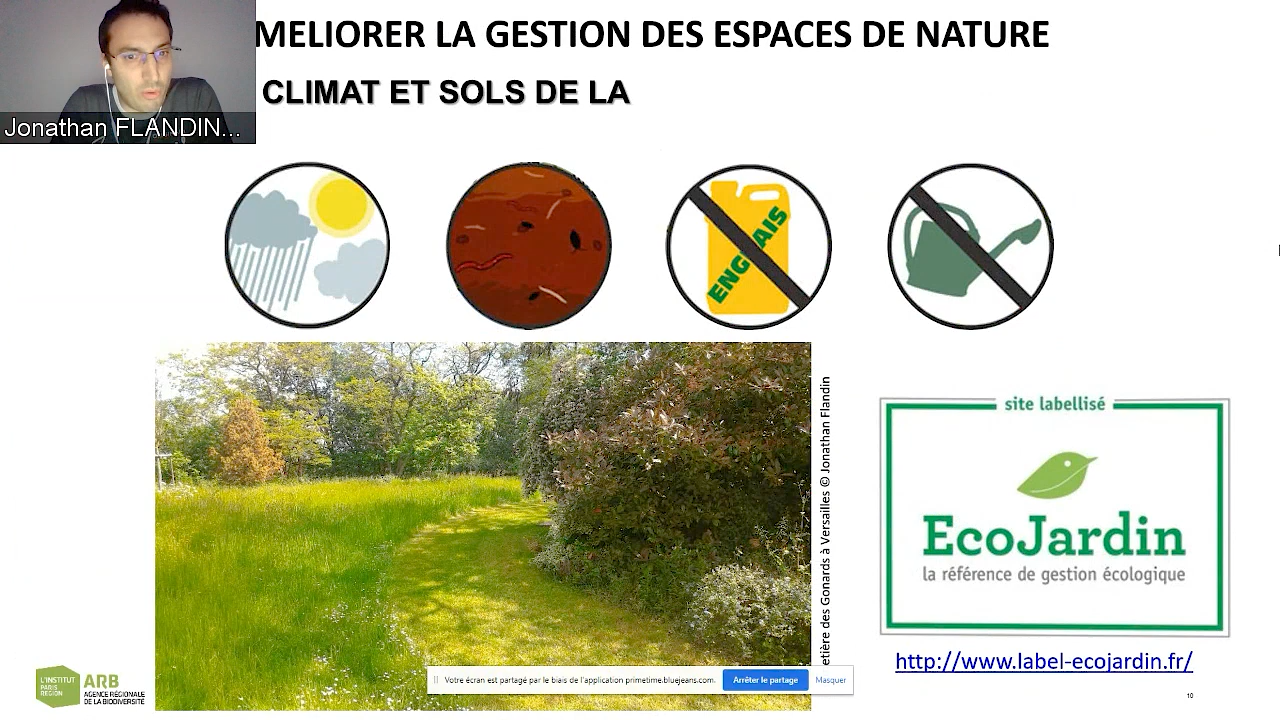 MELIORER LA GESTION DES ESPACES DE NATURE
CLIMAT ET SOLS DE LA
Jonathan FLANDIN...
ENGRAIS
etière des Gonards à Versailles © Jonathan Flandin
site labellisé
EcoJardin
la référence de gestion écologique
http://www.label-ecojardin.fr/
Votre écran est partagé par le biais de l'application primetime.bluejeans.com.
Arrêter le partage
Masquer
L'INSTITUT
PARIS
REGION
ARB
AGENCE RÉGIONALE
DE LA BIODIVERSITÉ
10